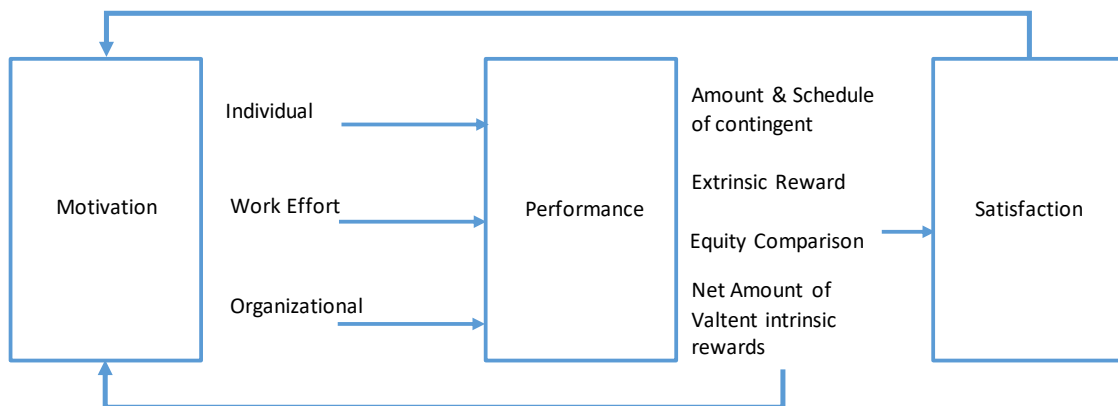 Motivation
Individual
Work Effort
Organizational
Performance
Amount & Schedule
of contingent
Extrinsic Reward
Equity Comparison
Net Amount of
Valtent intrinsic
rewards
Satisfaction